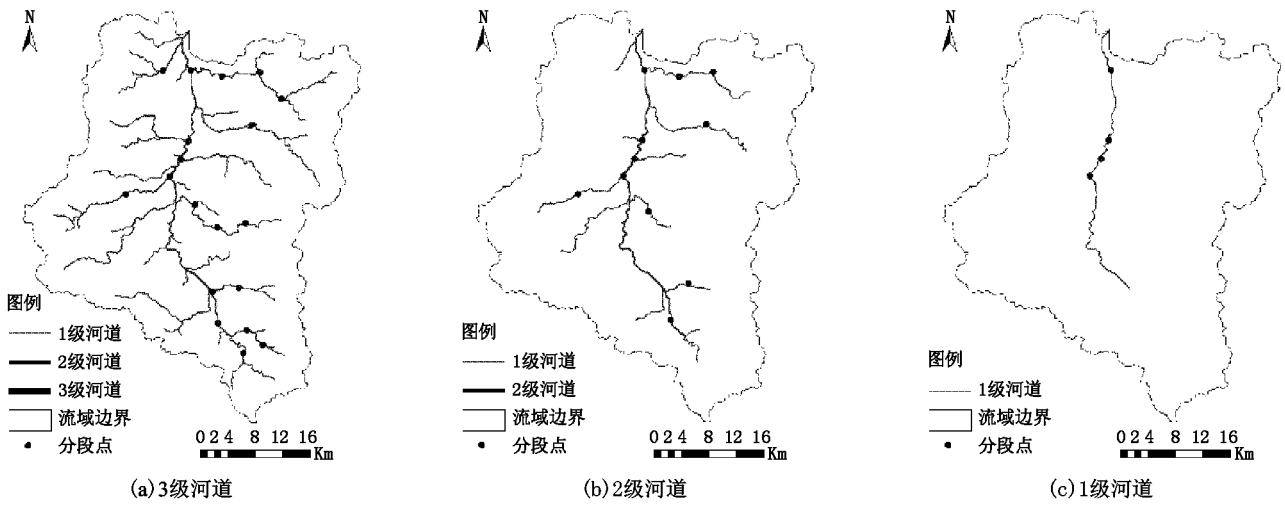 N
图例
1级河道
2级河道
3级河道
流域边界
分段点
0 2 4 8 12 16
Km
(a)3级河道
N
图例
1级河道
2级河道
流域边界
分段点
0 2 4 8 12 16
Km
(b)2级河道
N
图例
1级河道
流域边界
分段点
0 2 4 8 12 16
Km
(c)1级河道